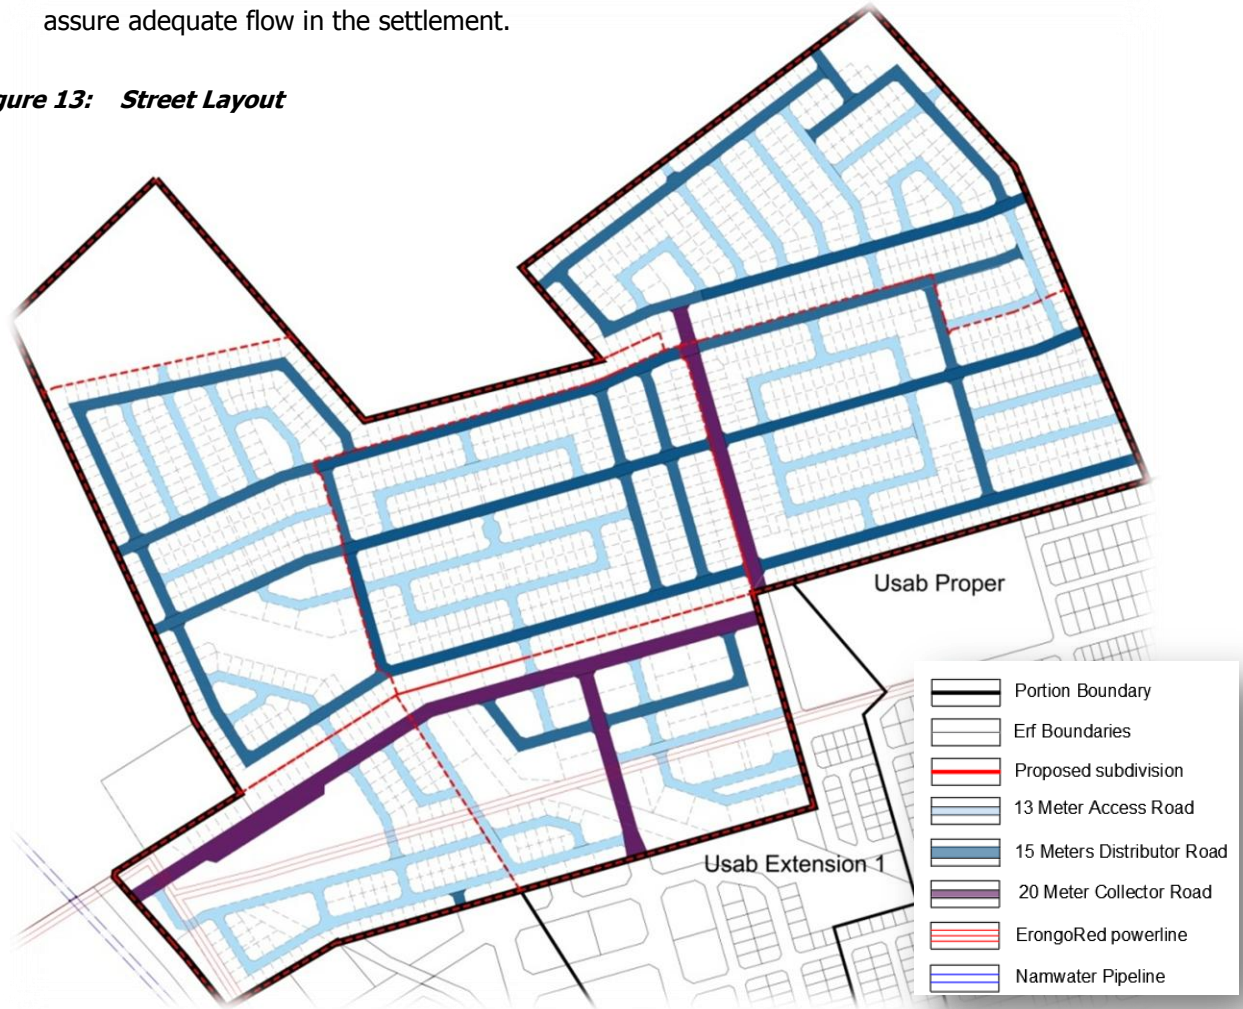 assure adequate flow in the settlement.
gure 13: Street Layout
Usab Proper
Usab Extension 1
Portion Boundary
Erf Boundaries
Proposed subdivision
13 Meter Access Road
15 Meters Distributor Road
20 Meter Collector Road
ErongoRed powerline
Namwater Pipeline